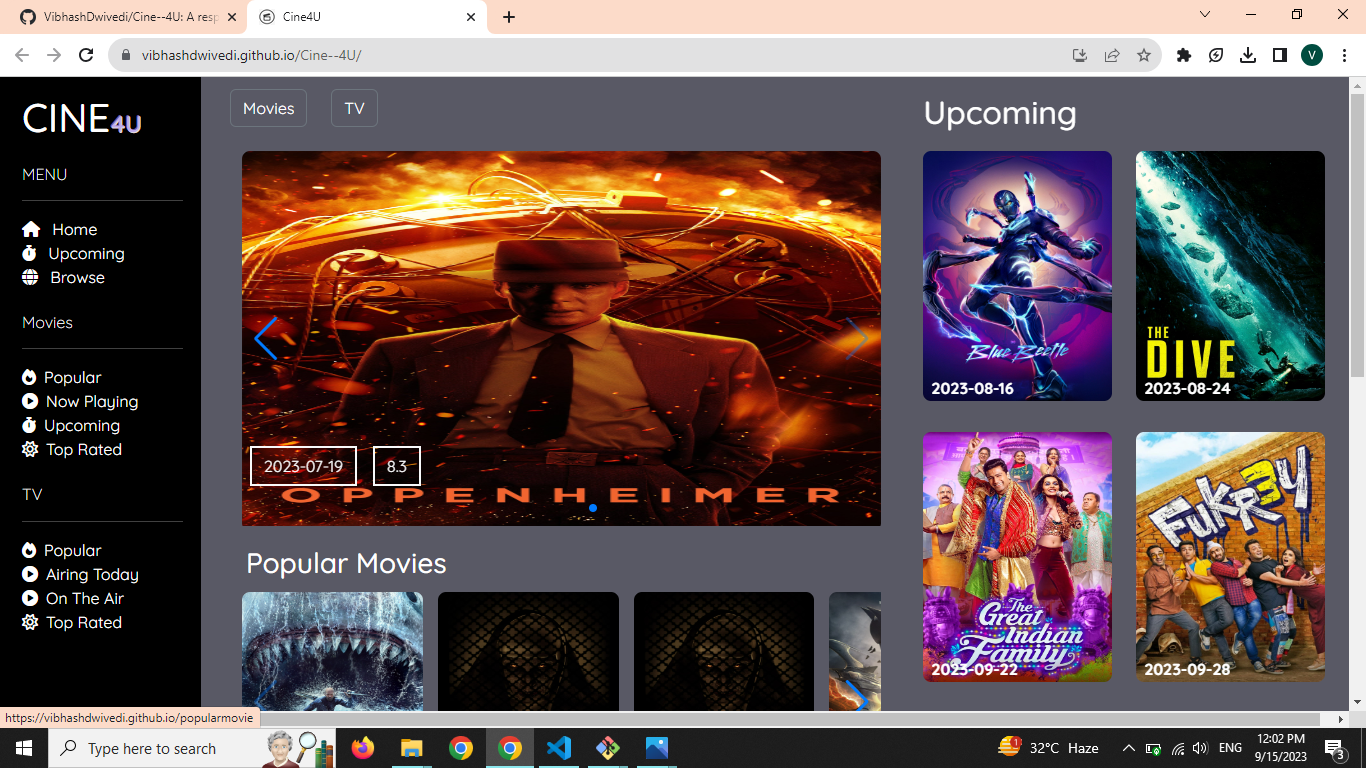 VibhashDwivedi/Cine--4U: A resp
Cine4U
vibhashdwivedi.github.io/Cine--4U/
V
CINE4U
MENU
Home
Upcoming
Browse
Movies
Popular
Now Playing
Upcoming
Top Rated
TV
Popular
Airing Today
On The Air
Top Rated
Movies
TV
2023-07-19
8.3
OPPENHEIMER
Popular Movies
Upcoming
Blue Beetle
2023-08-16
THE
DIVE
2023-08-24
The
Great
Indian
Family
2023-09-22
FUKR3Y
2023-09-28
https://vibhashdwivedi.github.io/popularmovie
Type here to search
1
32°C Haze
ENG
12:02 PM
9/15/2023
3